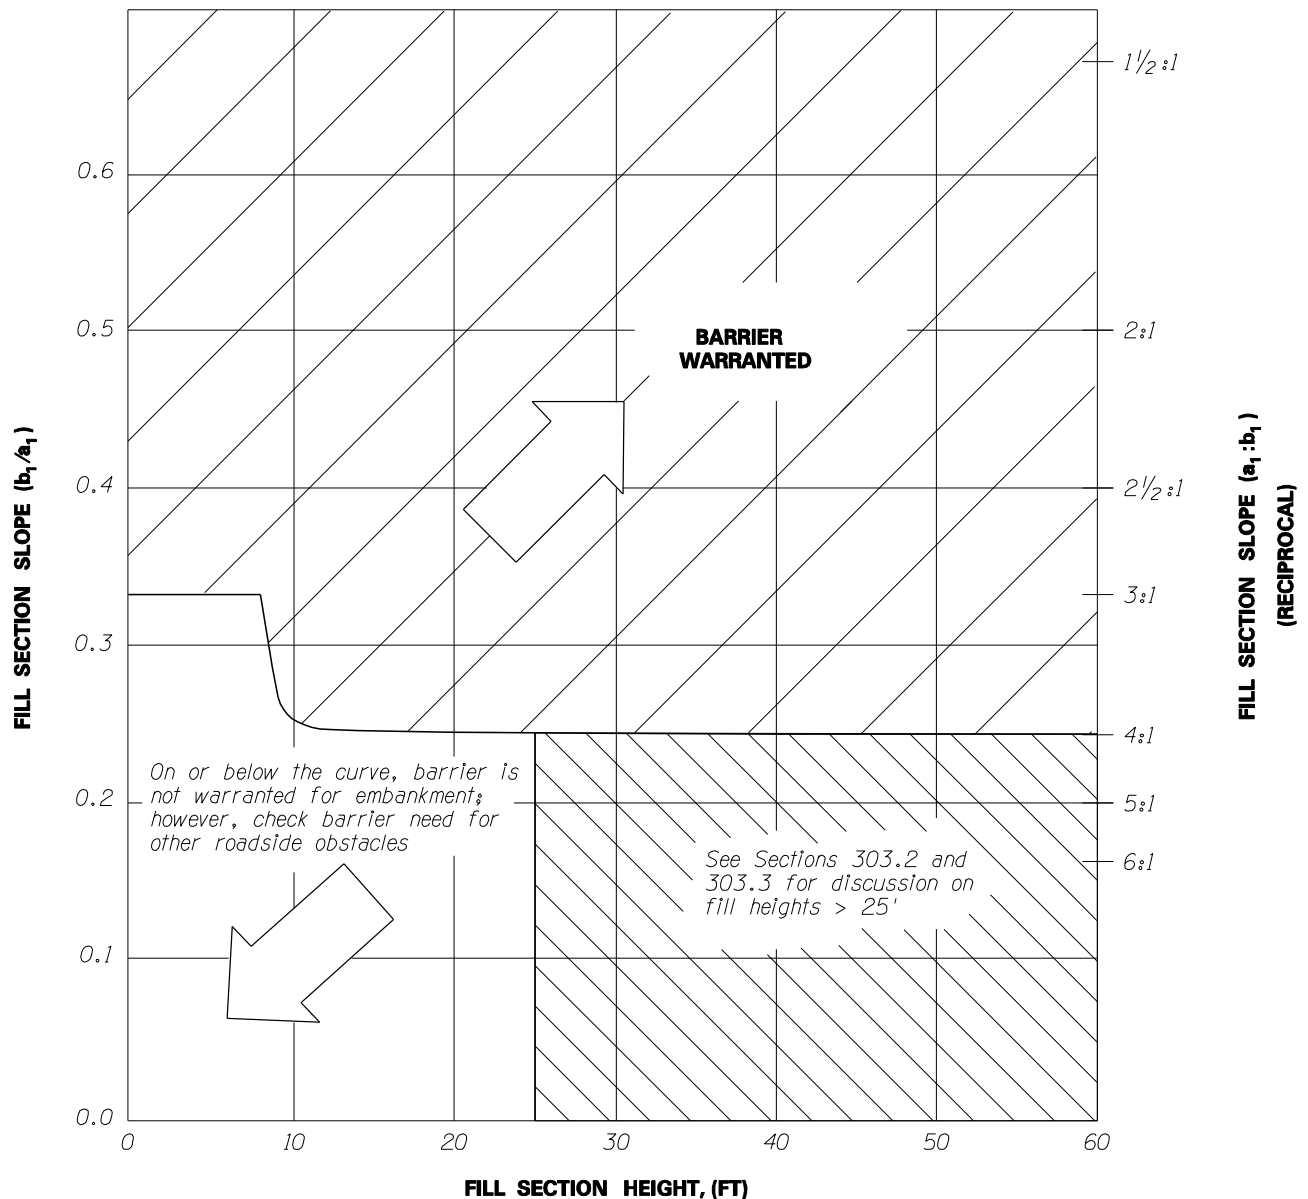 1½:1
0.6
0.5
BARRIER
WARRANTED
2:1
0.4
2½:1
FILL SECTION SLOPE (b₁/a₁)
FILL SECTION SLOPE (a₁:b₁)
(RECIPROCAL)
3:1
0.3
4:1
On or below the curve, barrier is
not warranted for embankment;
however, check barrier need for
other roadside obstacles
0.2
5:1
See Sections 303.2 and
303.3 for discussion on
fill heights > 25'
6:1
0.1
0.0
0 10 20 30 40 50 60
FILL SECTION HEIGHT, (FT)